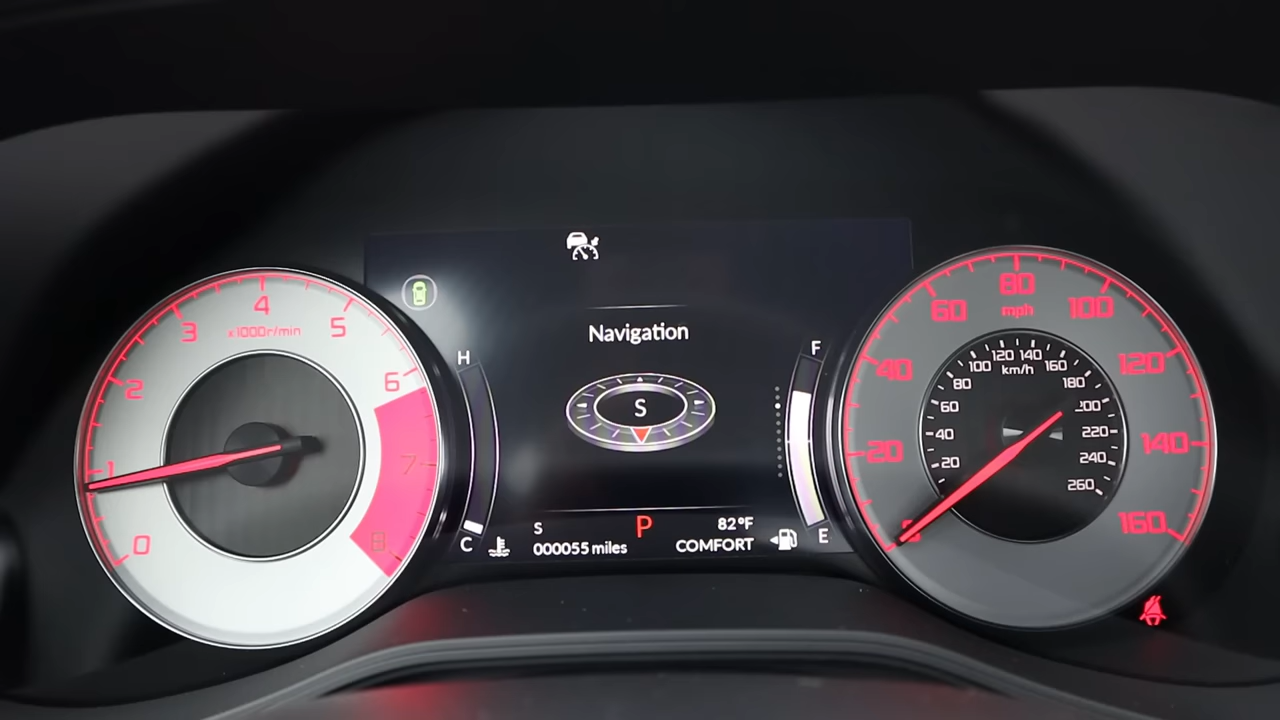 0
1
2
3
4
5
6
7
8
x1000r/min
H
C
Navigation
S
F
E
S
P
82°F
000055 miles
COMFORT
20
40
60
80
100
120
140
160
mph
20
40
60
80
100
120
140
160
180
200
220
240
260
km/h